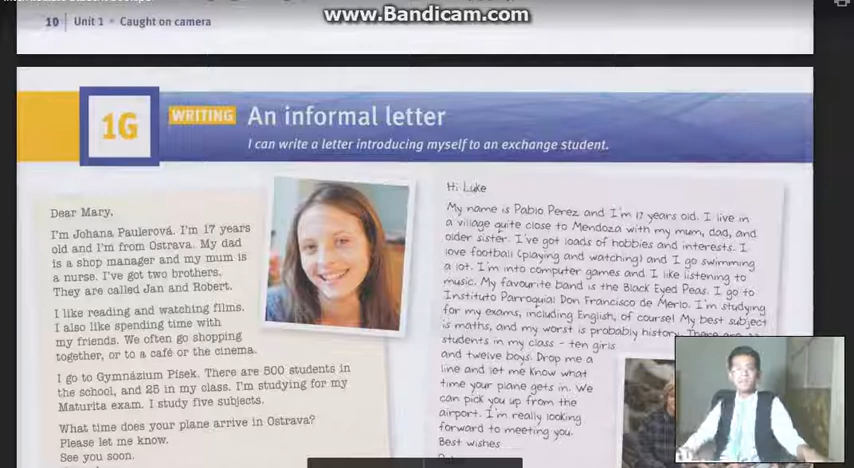 www.Bandicam.com
10 Unit 1 • Caught on camera
1G
WRITING An informal letter
I can write a letter introducing myself to an exchange student.
Dear Mary,
I'm Johana Paulerová. I'm 17 years
old and I'm from Ostrava. My dad
is a shop manager and my mum is
a nurse. I've got two brothers.
They are called Jan and Robert.
I like reading and watching films.
I also like spending time with
my friends. We often go shopping
together, or to a café or the cinema.
I go to Gymnázium Písek. There are 500 students in
the school, and 25 in my class. I'm studying for my
Maturita exam. I study five subjects.
What time does your plane arrive in Ostrava?
Please let me know.
See you soon.
Hi Luke
My name is Pablo Perez and I'm 17 years old. I live in
a village quite close to Mendoza with my mum, dad, and
older sister. I've got loads of hobbies and interests. I
love football (playing and watching) and I go swimming
a lot. I'm into computer games and I like listening to
music. My favourite band is the Black Eyed Peas. I go to
Instituto Parroquial Don Francisco de Merlo. I'm studying
for my exams, including English, of course! My best subject
is maths, and my worst is probably history. There
students in my class – ten girls
and twelve boys. Drop me a
line and let me know what
time your plane gets in. We
can pick you up from the
airport. I'm really looking
forward to meeting you.
Best wishes